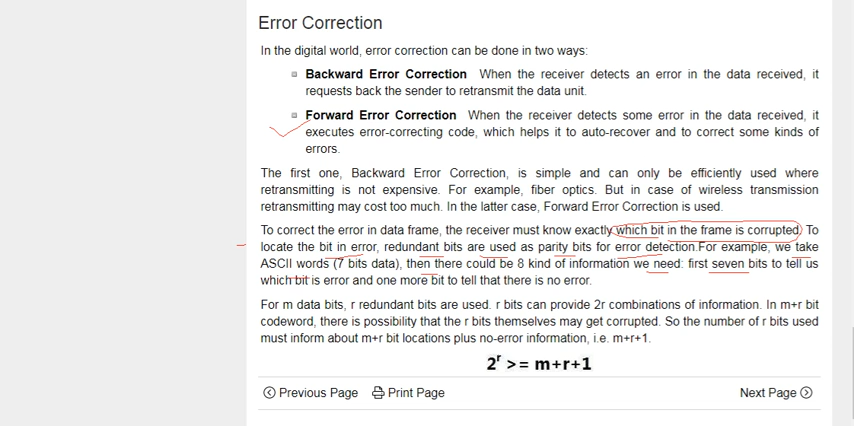 Error Correction
In the digital world, error correction can be done in two ways:
Backward Error Correction When the receiver detects an error in the data received, it
requests back the sender to retransmit the data unit.
Forward Error Correction When the receiver detects some error in the data received, it
executes error-correcting code, which helps it to auto-recover and to correct some kinds of
errors.
The first one, Backward Error Correction, is simple and can only be efficiently used where
retransmitting is not expensive. For example, fiber optics. But in case of wireless transmission
retransmitting may cost too much. In the latter case, Forward Error Correction is used.
To correct the error in data frame, the receiver must know exactly which bit in the frame is corrupted. To
locate the bit in error, redundant bits are used as parity bits for error detection.For example, we take
ASCII words (7 bits data), then there could be 8 kind of information we need: first seven bits to tell us
which bit is error and one more bit to tell that there is no error.
For m data bits, r redundant bits are used. r bits can provide 2r combinations of information. In m+r bit
codeword, there is possibility that the r bits themselves may get corrupted. So the number of r bits used
must inform about m+r bit locations plus no-error information, i.e. m+r+1.
2^r >= m+r+1
Previous Page Print Page Next Page